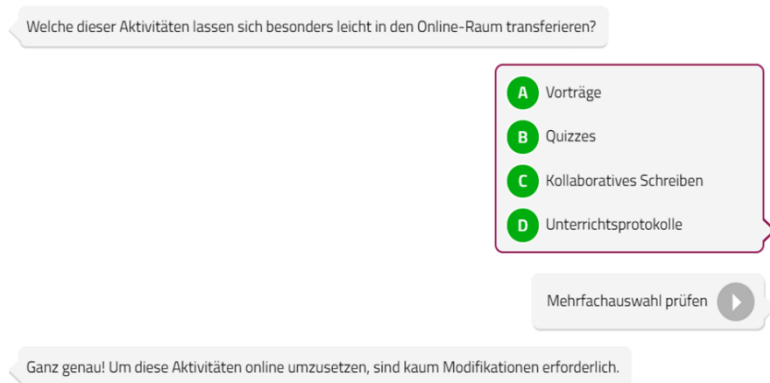 Welche dieser Aktivitäten lassen sich besonders leicht in den Online-Raum transferieren?
A Vorträge
B Quizzes
C Kollaboratives Schreiben
D Unterrichtsprotokolle
Mehrfachauswahl prüfen
Ganz genau! Um diese Aktivitäten online umzusetzen, sind kaum Modifikationen erforderlich.